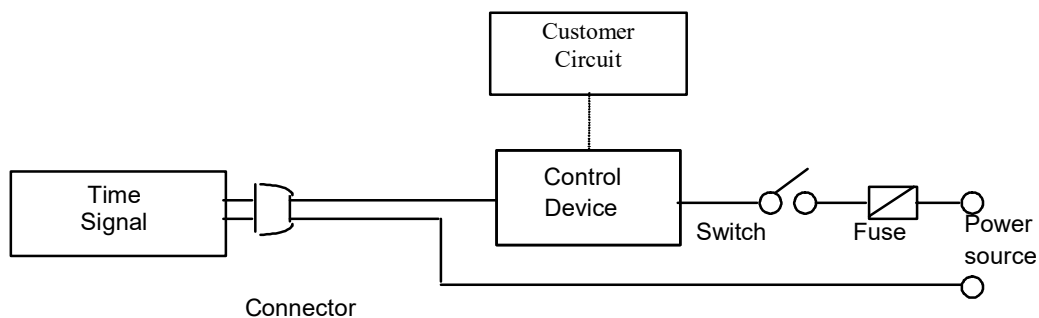 Customer
Circuit
Time
Signal
Control
Device
Switch
Fuse
Power
source
Connector